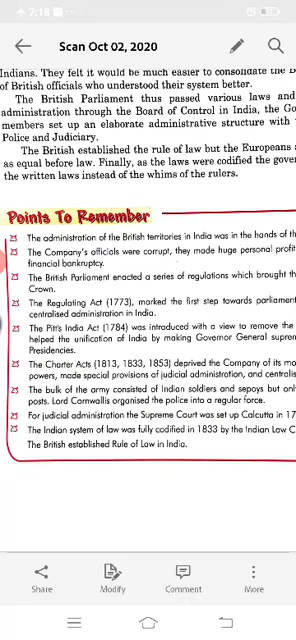 7:18
Scan Oct 02, 2020
Indians. They felt it would be much easier to consolidate the
of British officials who understood their system better.
The British Parliament thus passed various laws and
administration through the Board of Control in India, the Go
members set up an elaborate administrative structure with
Police and Judiciary.
The British established the rule of law but the Europeans
as equal before law. Finally, as the laws were codified the gover
the written laws instead of the whims of the rulers.
Points To Remember
The administration of the British territories in India was in the hands of th
The Company's officials were corrupt, they made huge personal profit
financial bankruptcy.
The British Parliament enacted a series of regulations which brought th
Crown.
The Regulating Act (1773), marked the first step towards parliament
centralised administration in India.
The Pitt's India Act (1784) was introduced with a view to remove the
helped the unification of India by making Governor General suprem
Presidencies.
The Charter Acts (1813, 1833, 1853) deprived the Company of its mo
powers, made special provisions of judicial administration, and centralis
The bulk of the army consisted of Indian soldiers and sepoys but onl
posts. Lord Cornwallis organised the police into a regular force.
For judicial administration the Supreme Court was set up Calcutta in 17
The Indian system of law was fully codified in 1833 by the Indian Law C
The British established Rule of Law in India.
Share
Modify
Comment
More